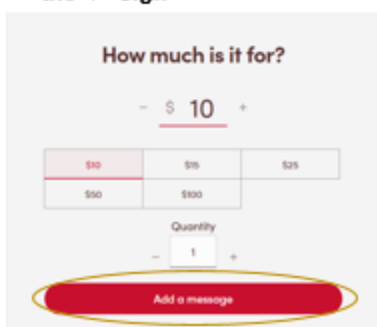 How much is it for?
- $ 10 +
$10 $15 $25
$50 $100
Quantity
- 1 +
Add a message